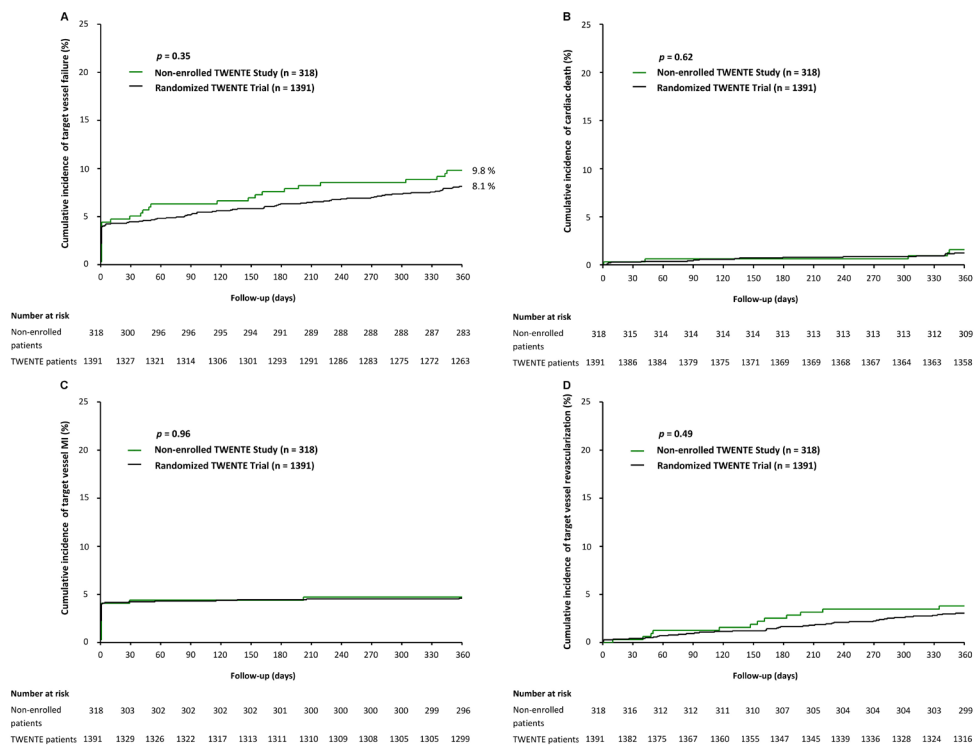 A
Cumulative incidence of target vessel failure (%)
25
20
15
10
5
0
p = 0.35
Non-enrolled TWENTE Study (n = 318)
Randomized TWENTE Trial (n = 1391)
9.8 %
8.1 %
0 30 60 90 120 150 180 210 240 270 300 330 360
Follow-up (days)
Number at risk
Non-enrolled 318 300 296 296 295 294 291 289 288 288 288 287 283
patients
TWENTE patients 1391 1327 1321 1314 1306 1301 1293 1291 1286 1283 1275 1272 1263
B
Cumulative incidence of cardiac death (%)
25
20
15
10
5
0
p = 0.62
Non-enrolled TWENTE Study (n = 318)
Randomized TWENTE Trial (n = 1391)
0 30 60 90 120 150 180 210 240 270 300 330 360
Follow-up (days)
Number at risk
Non-enrolled 318 315 314 314 314 314 313 313 313 313 313 312 309
patients
TWENTE patients 1391 1386 1384 1379 1375 1371 1369 1369 1368 1367 1364 1363 1358
C
Cumulative incidence of target vessel MI (%)
25
20
15
10
5
0
p = 0.96
Non-enrolled TWENTE Study (n = 318)
Randomized TWENTE Trial (n = 1391)
0 30 60 90 120 150 180 210 240 270 300 330 360
Follow-up (days)
Number at risk
Non-enrolled 318 303 302 302 302 301 300 300 300 300 299 296
patients
TWENTE patients 1391 1329 1326 1322 1317 1313 1311 1310 1309 1308 1305 1305 1299
D
Cumulative incidence of target vessel revascularization (%)
25
20
15
10
5
0
p = 0.49
Non-enrolled TWENTE Study (n = 318)
Randomized TWENTE Trial (n = 1391)
0 30 60 90 120 150 180 210 240 270 300 330 360
Follow-up (days)
Number at risk
Non-enrolled 318 316 312 312 311 310 307 305 304 304 304 303 299
patients
TWENTE patients 1391 1382 1375 1367 1360 1355 1347 1345 1339 1336 1328 1324 1316